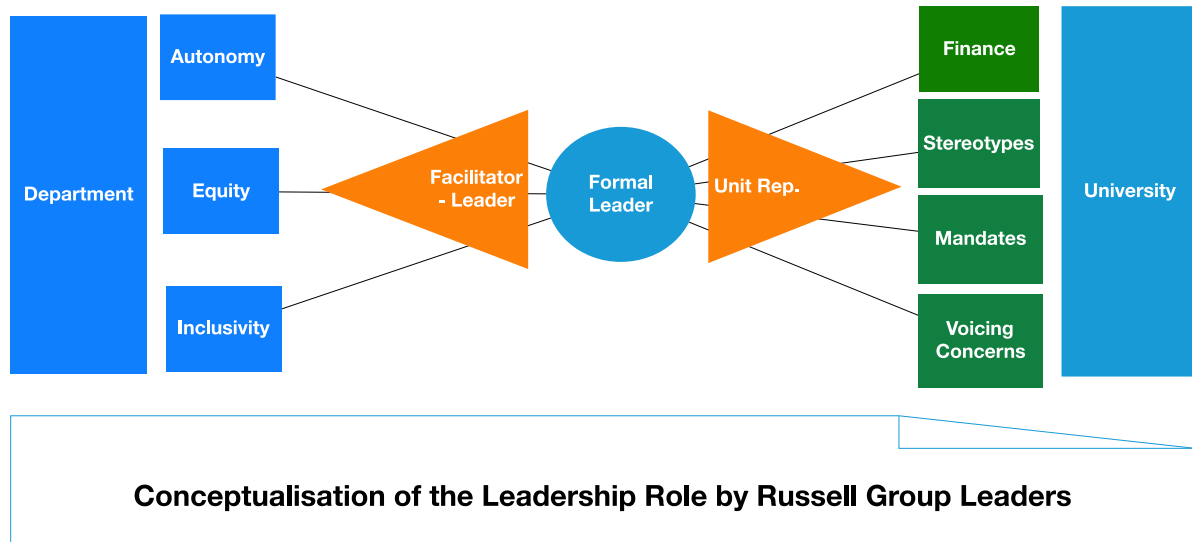 Department
Autonomy
Equity
Inclusivity
Facilitator
- Leader
Formal
Leader
Unit Rep.
Finance
Stereotypes
Mandates
Voicing
Concerns
University
Conceptualisation of the Leadership Role by Russell Group Leaders